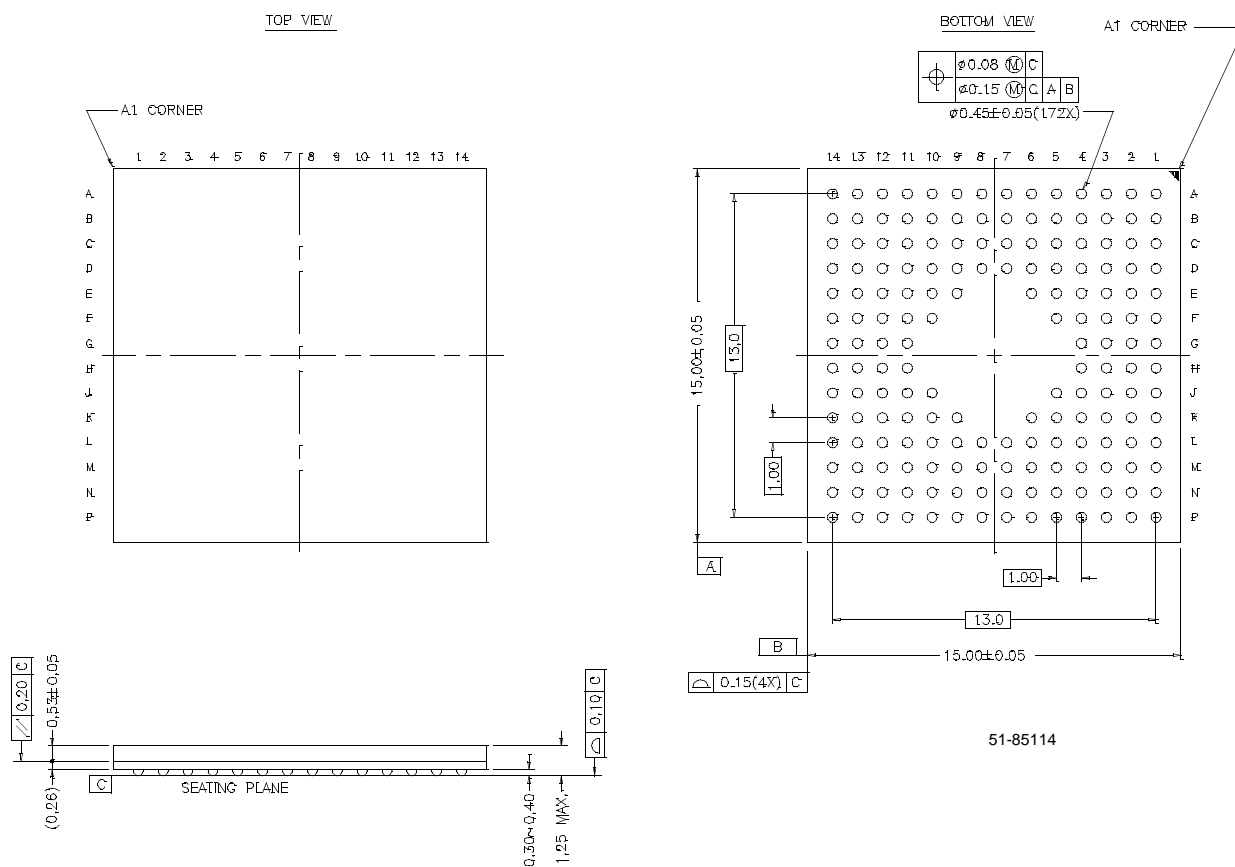 TOP VIEW
BOTTOM VIEW
A1 CORNER
⌀0.08 Ⓜ C
⌀0.15 Ⓜ C A B
⌀0.45±0.05(172X)
A1 CORNER
1 2 3 4 5 6 7 8 9 10 11 12 13 14
14 13 12 11 10 9 8 7 6 5 4 3 2 1
A
B
C
D
E
F
G
H
J
K
L
M
N
P
A
B
C
D
E
F
G
H
J
K
L
M
N
P
15.00±0.05
13.0
1.00
A
1.00
13.0
B
15.00±0.05
0.15(4X) C
// 0.20 C
0.53±0.05
0.10 C
(0.26)
C
SEATING PLANE
0.30~0.40
1.25 MAX.
51-85114